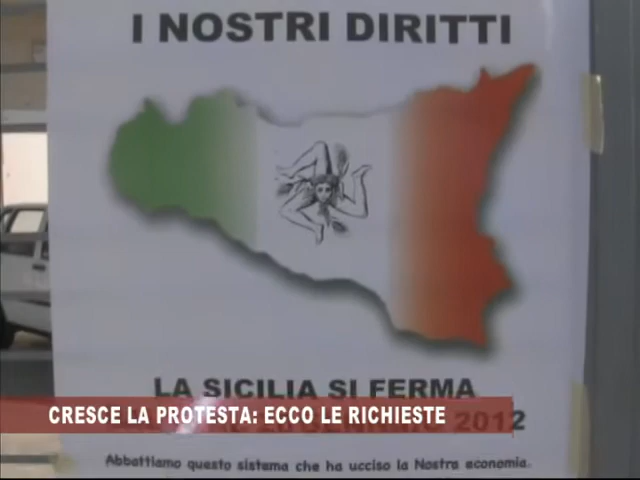 I NOSTRI DIRITTI
LA SICILIA SI FERMA
CRESCE LA PROTESTA: ECCO LE RICHIESTE
2012
Abbattiamo questo sistema che ha ucciso la Nostra economia.